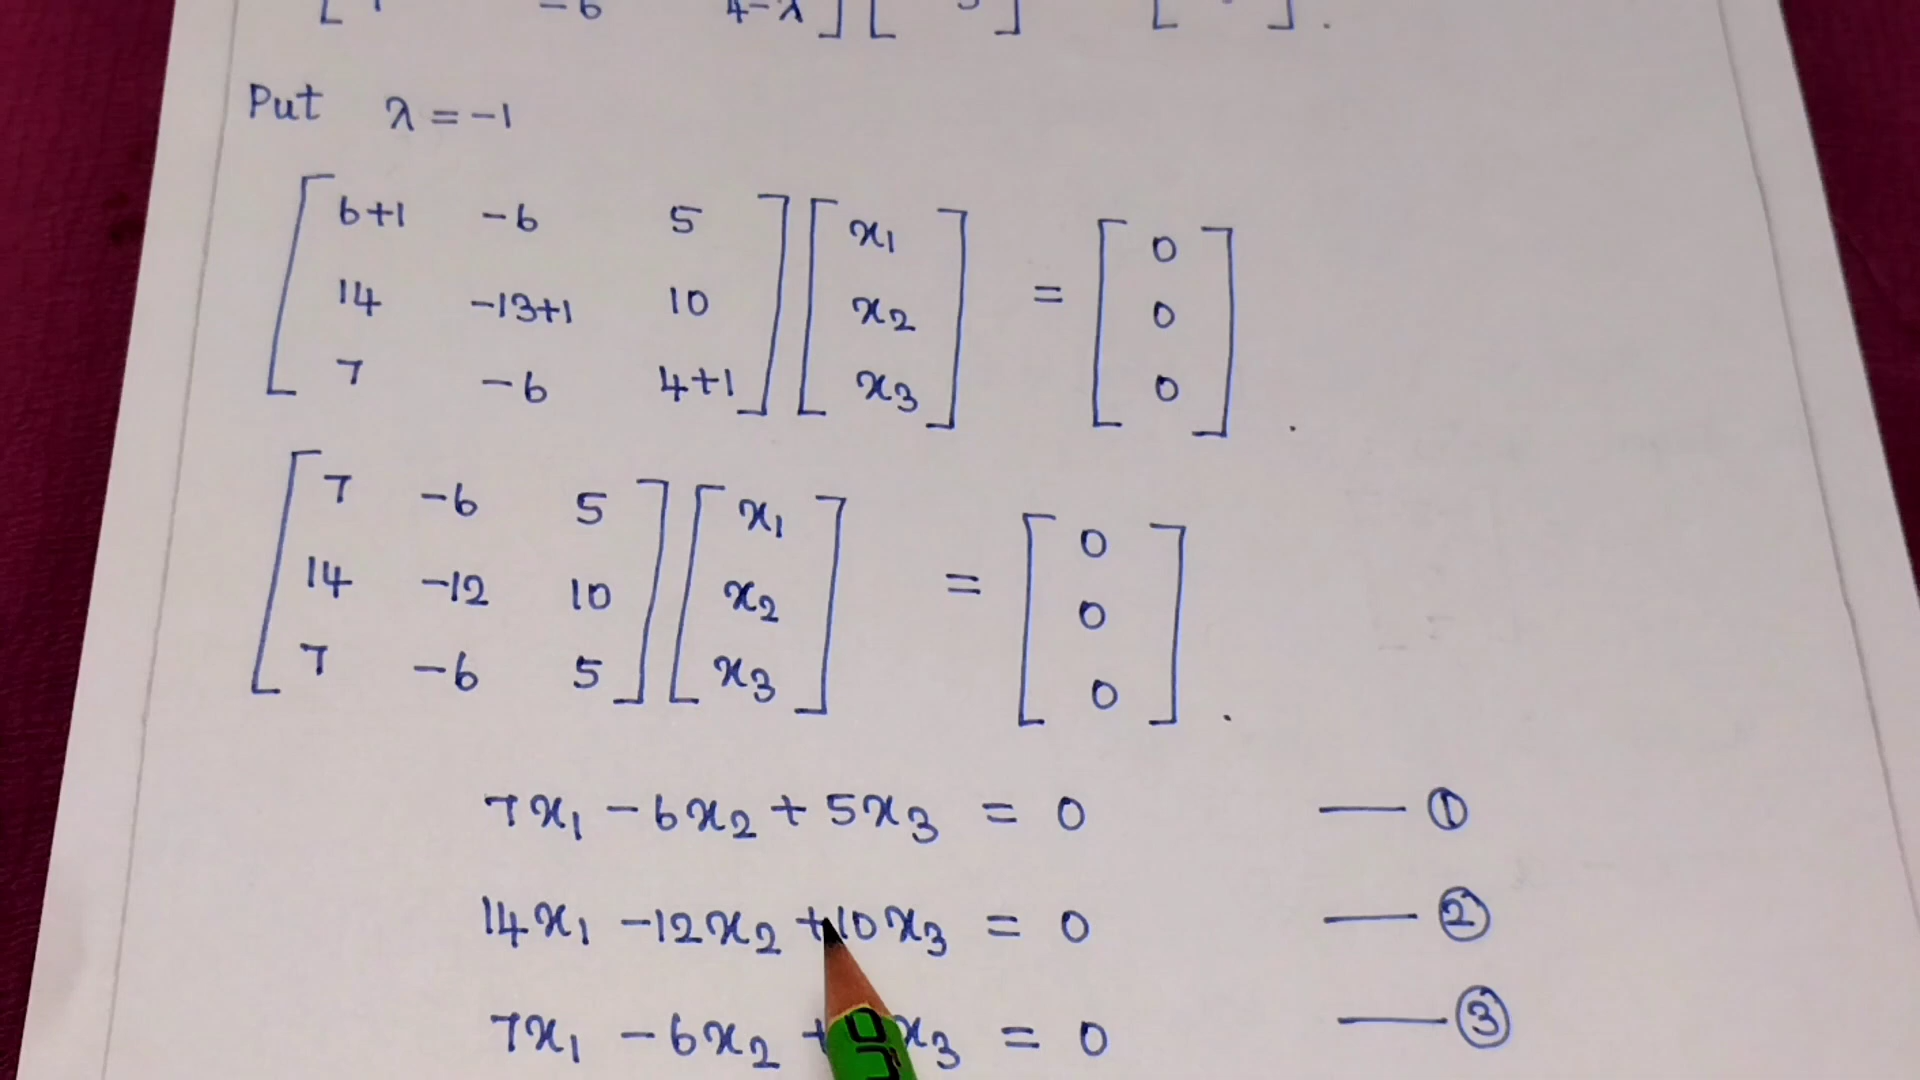 -6 4-λ
Put λ = -1
6+1 -6 5 x1 0
14 -13+1 10 x2 = 0
7 -6 4+1 x3 0 .
7 -6 5 x1 0
14 -12 10 x2 = 0
7 -6 5 x3 0 .
7x1 - 6x2 + 5x3 = 0 — ①
14x1 - 12x2 + 10x3 = 0 — ②
7x1 - 6x2 + x3 = 0 — ③